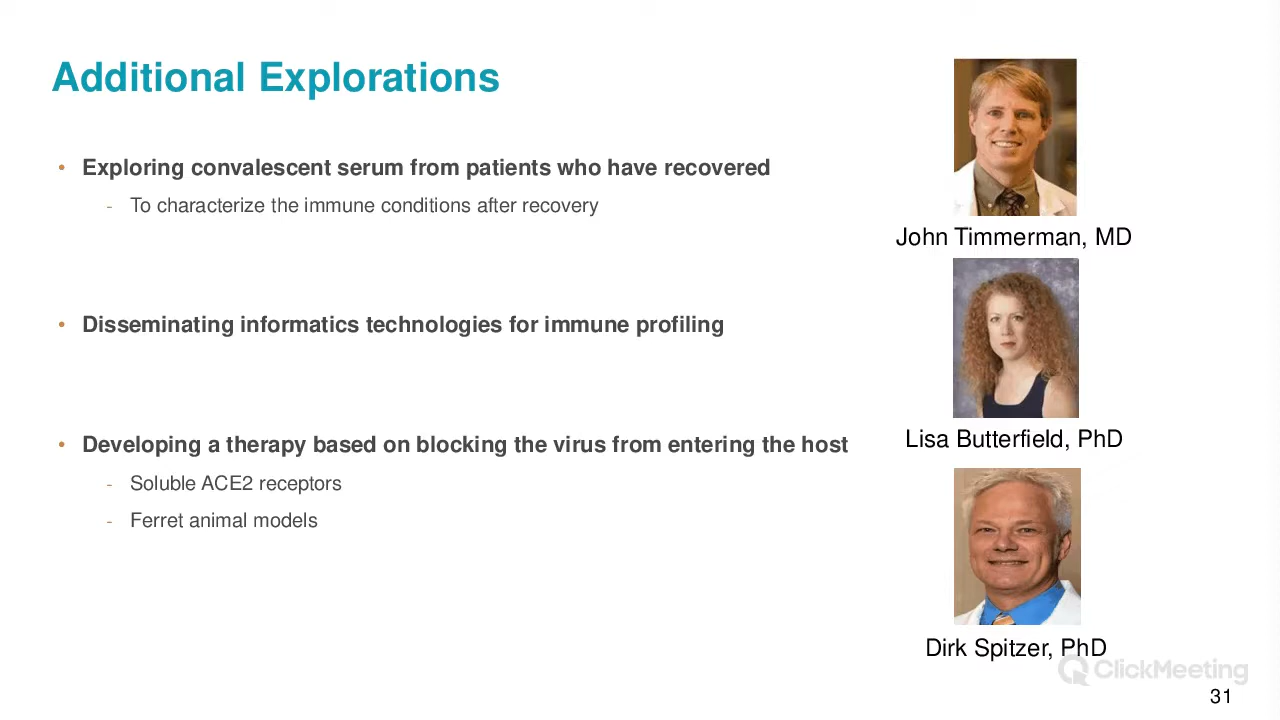 Additional Explorations
• Exploring convalescent serum from patients who have recovered
- To characterize the immune conditions after recovery
• Disseminating informatics technologies for immune profiling
• Developing a therapy based on blocking the virus from entering the host
- Soluble ACE2 receptors
- Ferret animal models
John Timmerman, MD
Lisa Butterfield, PhD
Dirk Spitzer, PhD
ClickMeeting
31